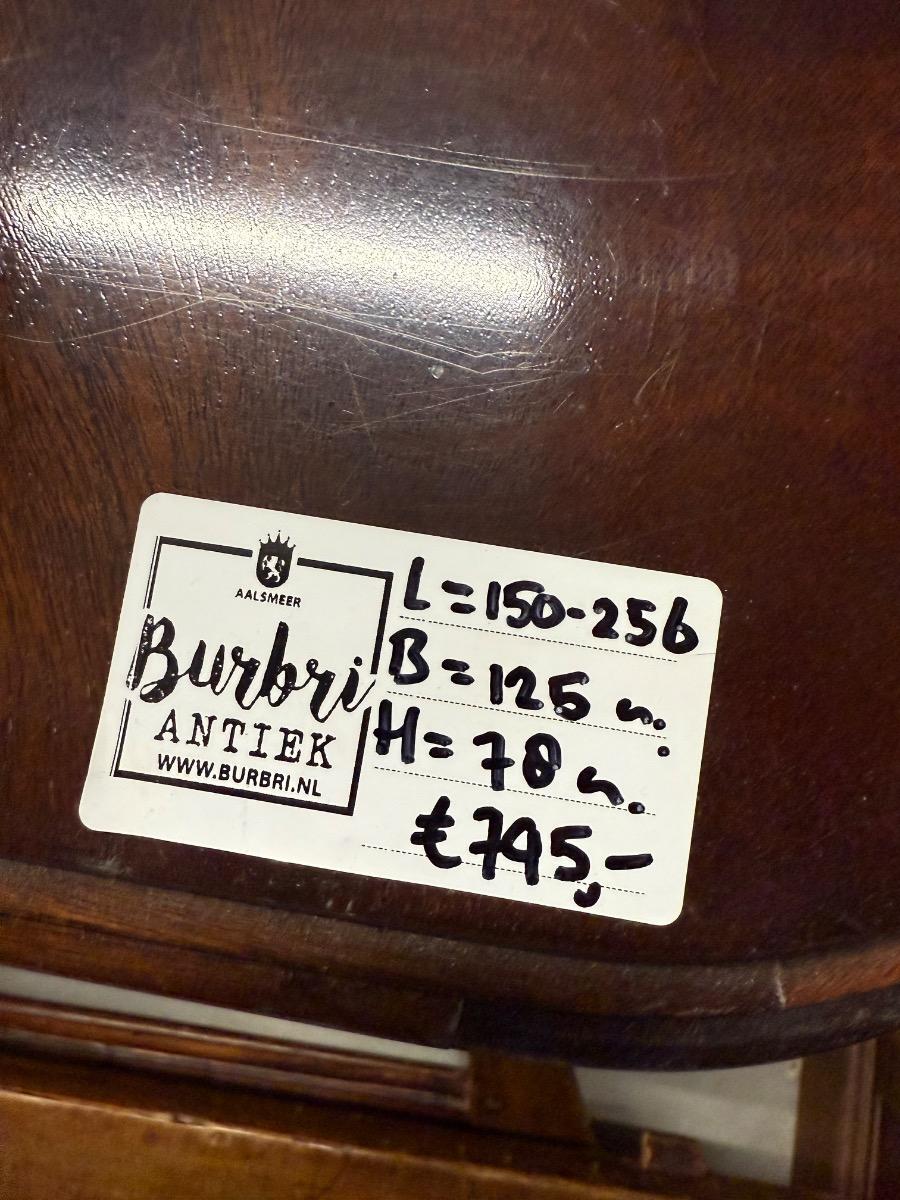 AALSMEER
Burbri
ANTIEK
WWW.BURBRI.NL
L=150-256
B=125
H=78
€795,-